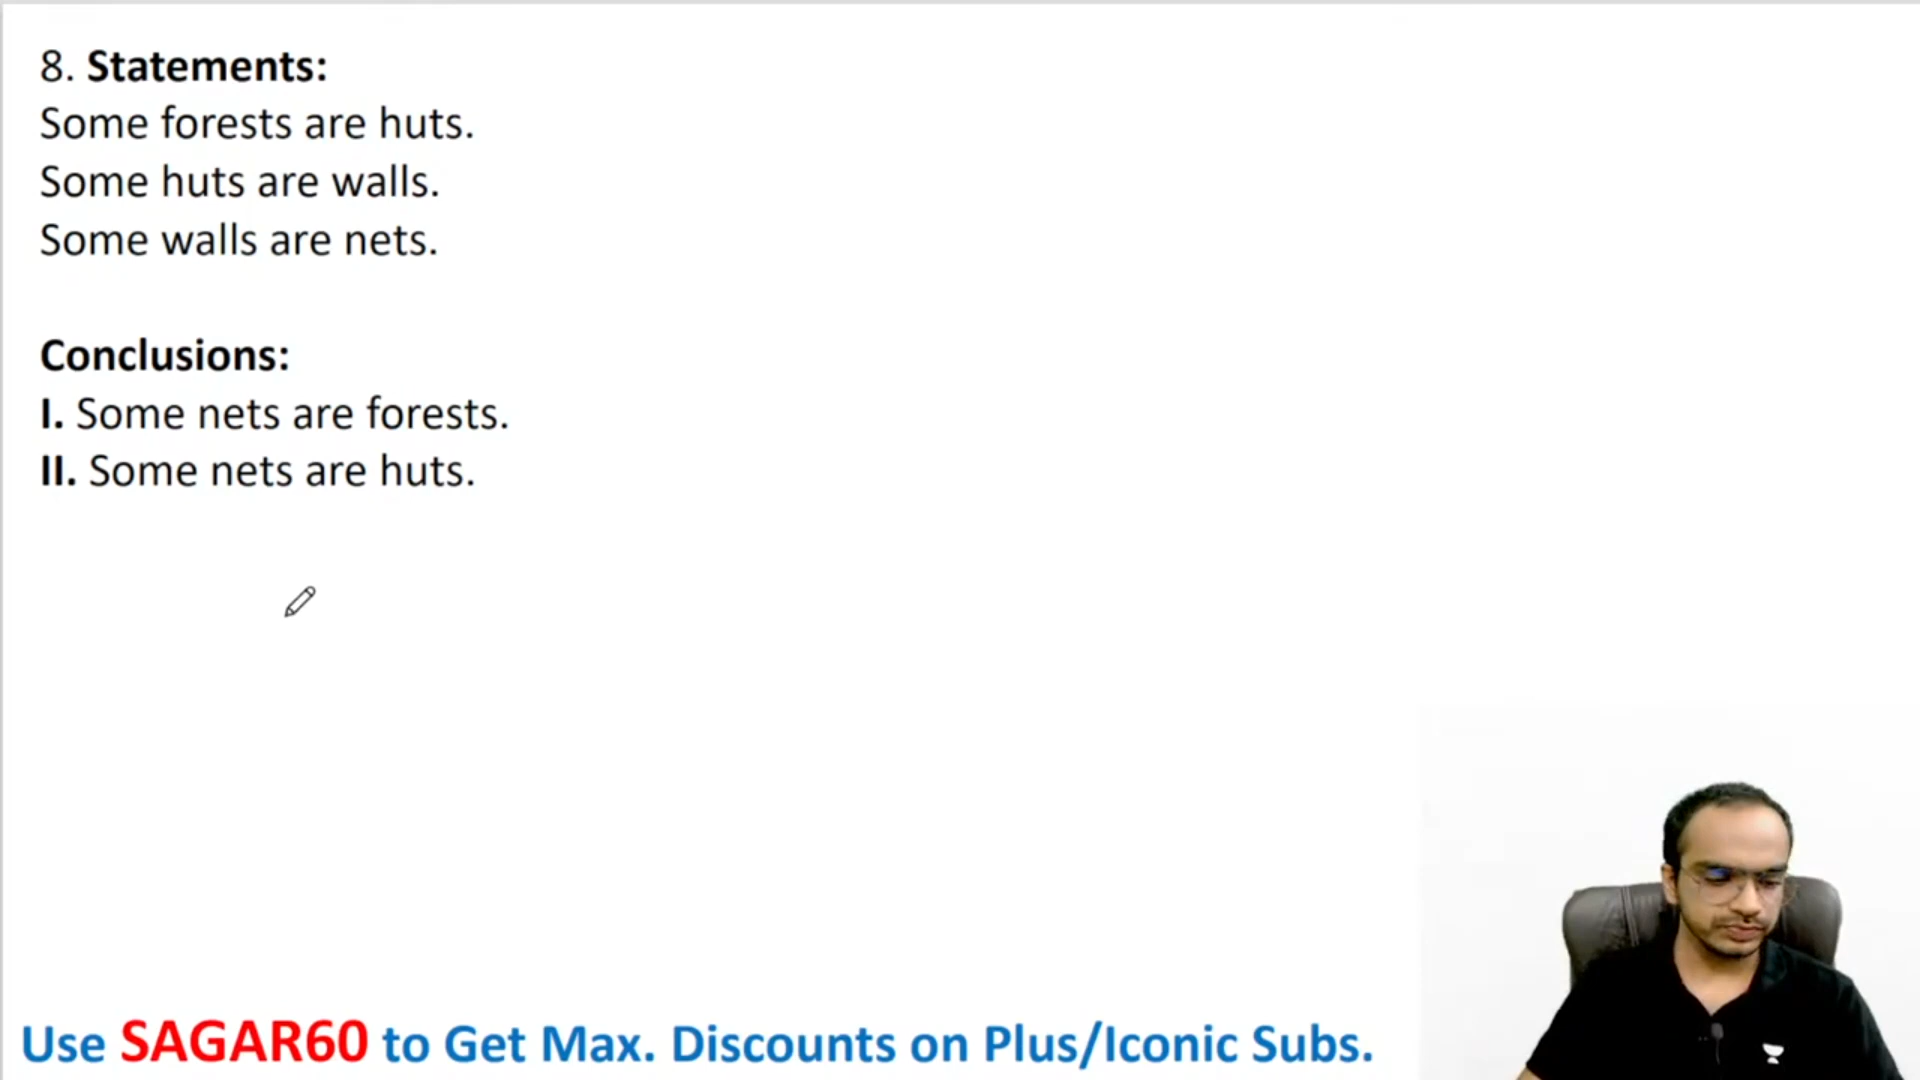 8. Statements:
Some forests are huts.
Some huts are walls.
Some walls are nets.
Conclusions:
I. Some nets are forests.
II. Some nets are huts.
Use SAGAR60 to Get Max. Discounts on Plus/Iconic Subs.